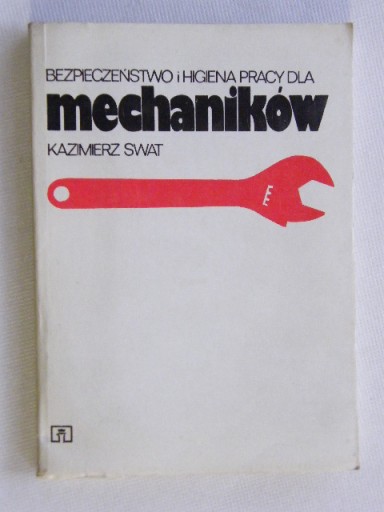 BEZPIECZEŃSTWO i HIGIENA PRACY DLA
mechaników
KAZIMIERZ SWAT